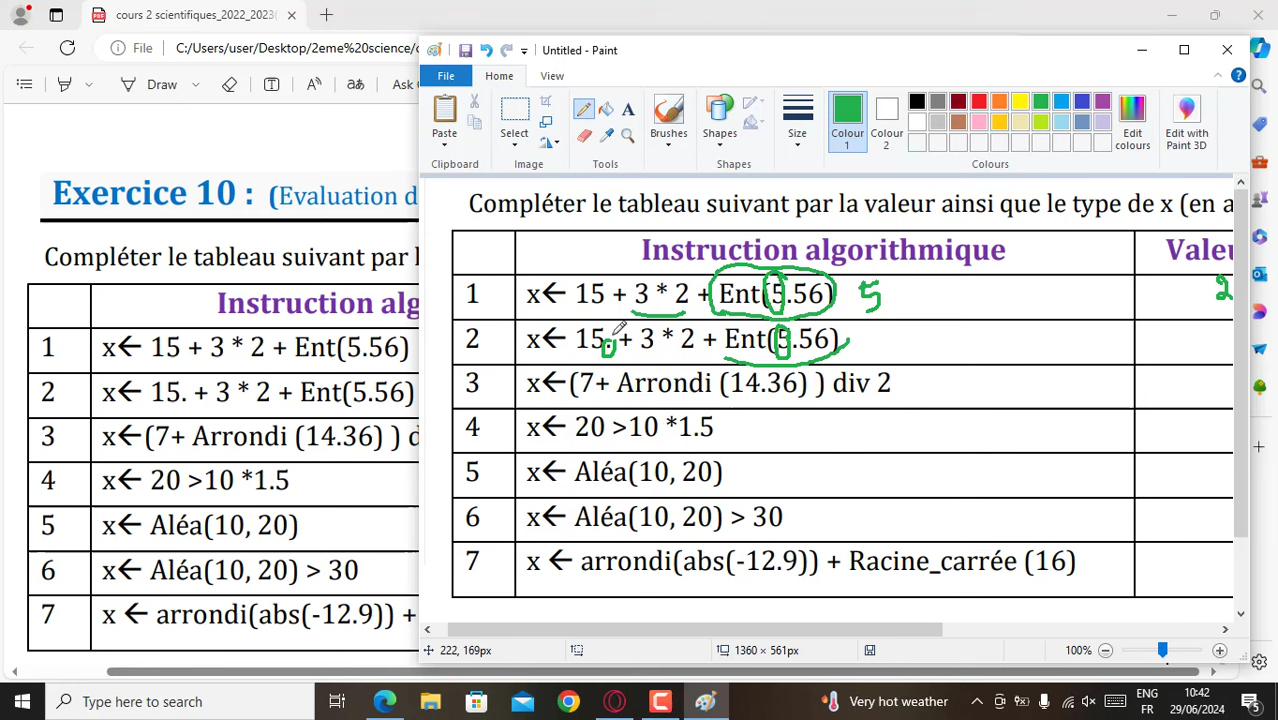 cours 2 scientifiques_2022_2023(
File C:/Users/user/Desktop/2eme%20science/c
Draw
Ask
Exercice 10 : (Evaluation d
Compléter le tableau suivant par l
Instruction alg
1 x← 15 + 3 * 2 + Ent(5.56)
2 x← 15. + 3 * 2 + Ent(5.56)
3 x←(7+ Arrondi (14.36) ) d
4 x← 20 >10 *1.5
5 x← Aléa(10, 20)
6 x← Aléa(10, 20) > 30
7 x ← arrondi(abs(-12.9)) +
Untitled - Paint
File Home View
Paste Select Brushes Shapes Size Colour 1 Colour 2 Edit colours Edit with Paint 3D
Clipboard Image Tools Shapes Colours
Compléter le tableau suivant par la valeur ainsi que le type de x (en a
Instruction algorithmique Valeu
1 x← 15 + 3 * 2 + Ent(5.56) 5 2
2 x← 15. + 3 * 2 + Ent(5.56)
0
3 x←(7+ Arrondi (14.36) ) div 2
4 x← 20 >10 *1.5
5 x← Aléa(10, 20)
6 x← Aléa(10, 20) > 30
7 x ← arrondi(abs(-12.9)) + Racine_carrée (16)
222, 169px 1360 × 561px 100%
Type here to search
Very hot weather
ENG
FR
10:42
29/06/2024
5